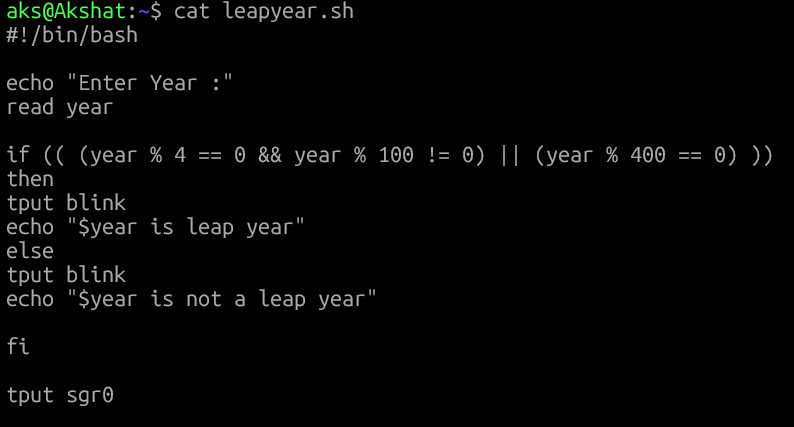 aks@Akshat:~$ cat leapyear.sh
#!/bin/bash
echo "Enter Year :"
read year
if (( (year % 4 == 0 && year % 100 != 0) || (year % 400 == 0) ))
then
tput blink
echo "$year is leap year"
else
tput blink
echo "$year is not a leap year"
fi
tput sgr0